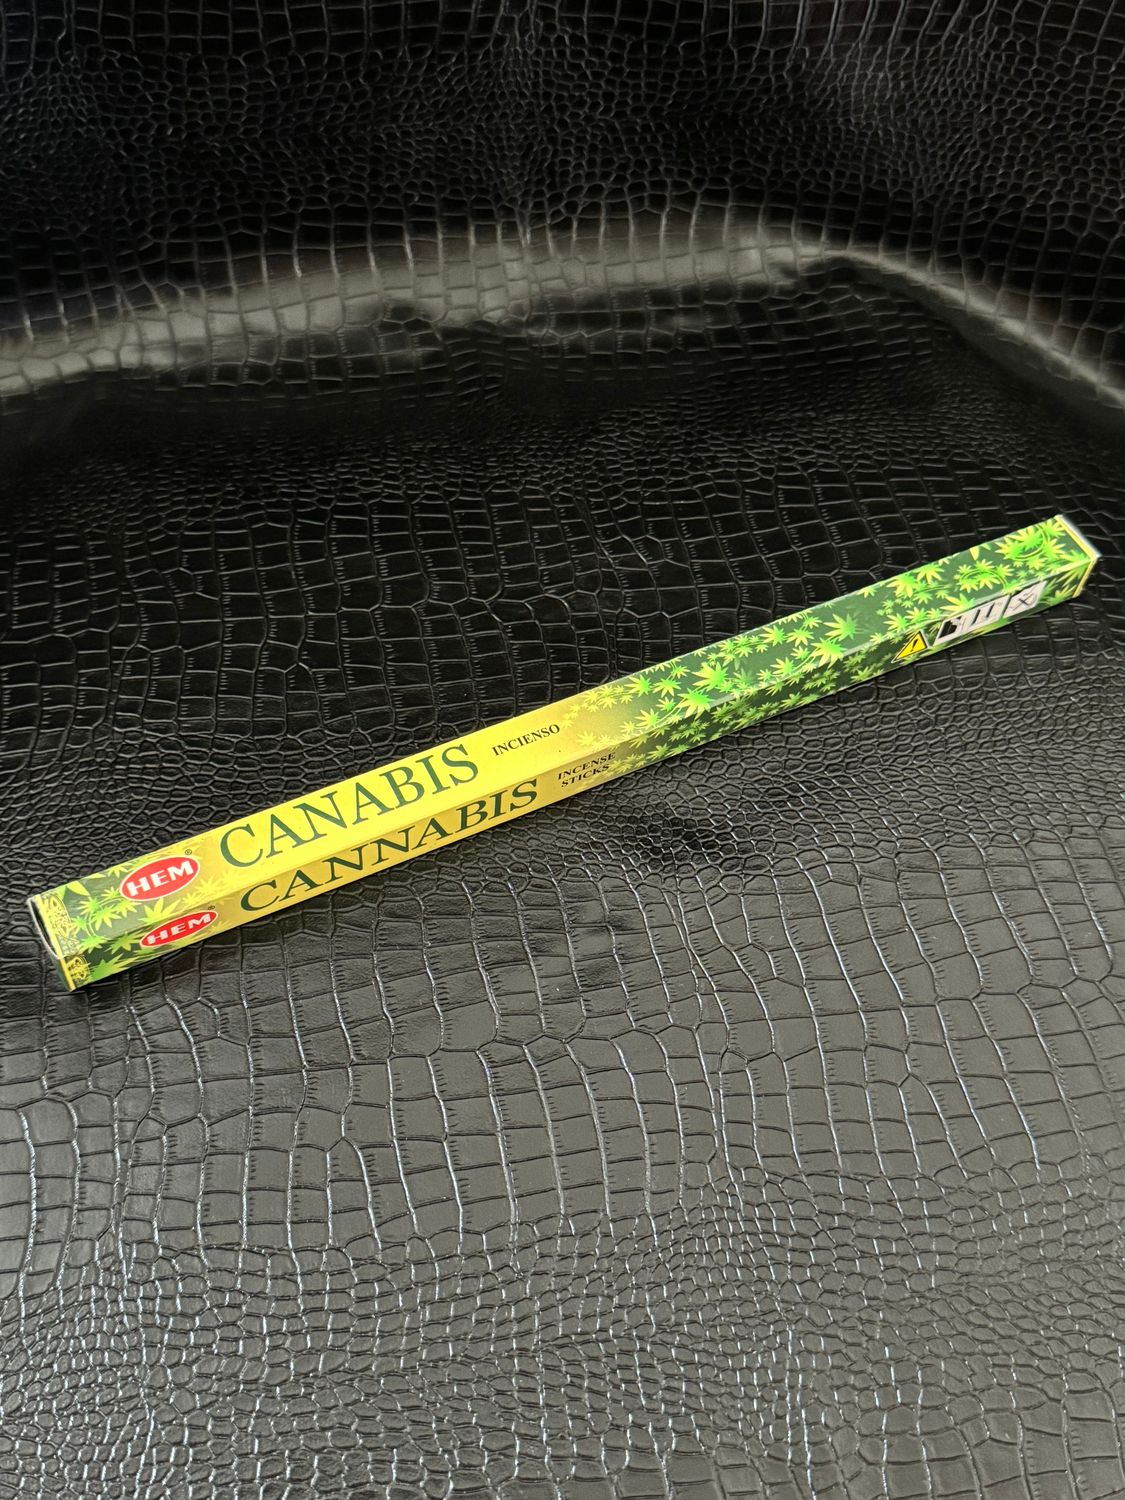 HEM®
CANABIS
INCIENSO
HEM®
CANNABIS
INCENSE
STICKS